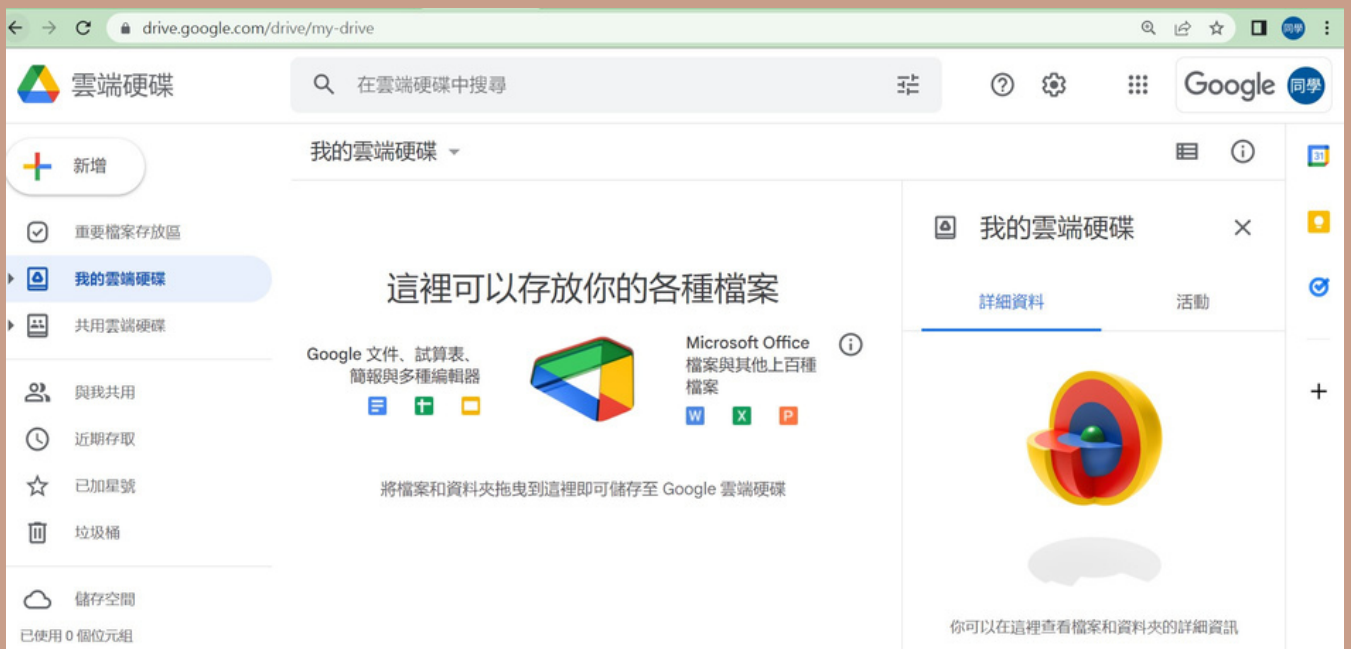 drive.google.com/drive/my-drive
同學
雲端硬碟
在雲端硬碟中搜尋
Google 同學
新增
重要檔案存放區
我的雲端硬碟
共用雲端硬碟
與我共用
近期存取
已加星號
垃圾桶
儲存空間
已使用 0 個位元組
我的雲端硬碟
這裡可以存放你的各種檔案
Google 文件、試算表、
簡報與多種編輯器
Microsoft Office
檔案與其他上百種
檔案
W X P
將檔案和資料夾拖曳到這裡即可儲存至 Google 雲端硬碟
我的雲端硬碟
詳細資料 活動
你可以在這裡查看檔案和資料夾的詳細資訊
31